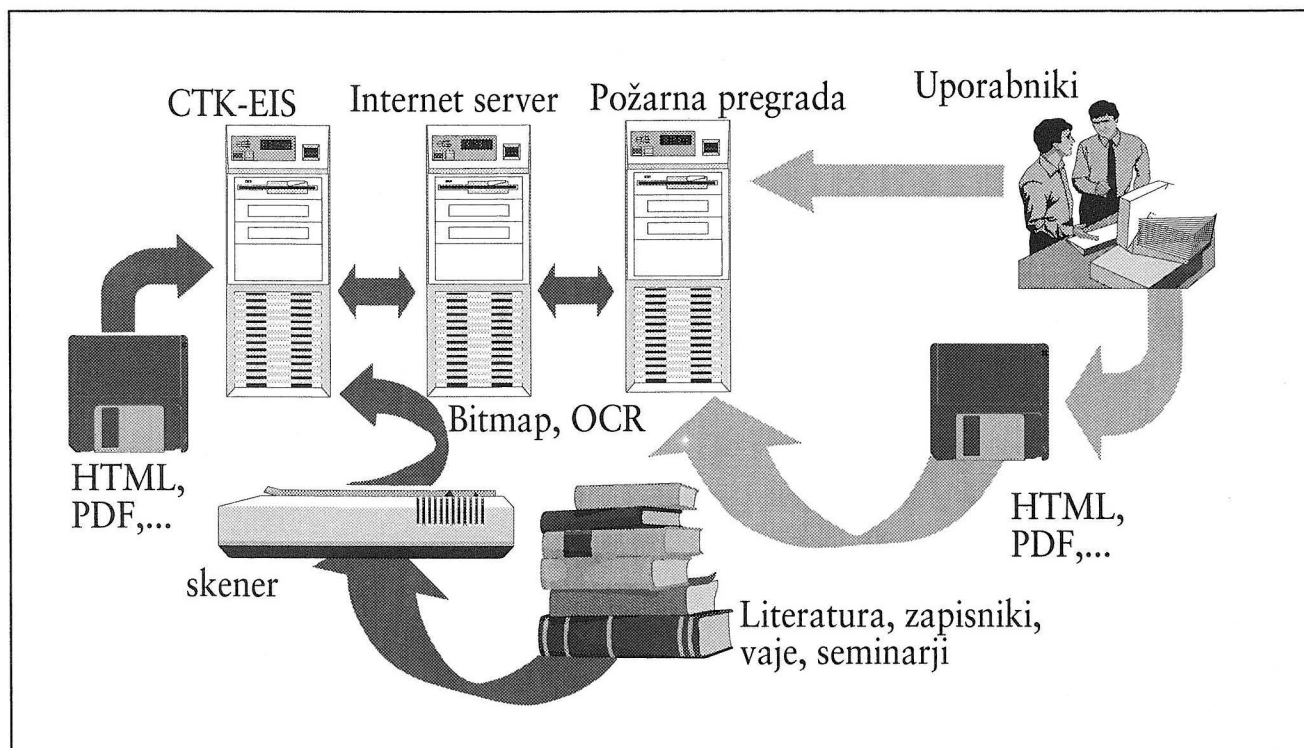 CTK-EIS
Internet server
Požarna pregrada
Uporabniki
Bitmap, OCR
HTML,
PDF,...
HTML,
PDF,...
skener
Literatura, zapisniki,
vaje, seminarji